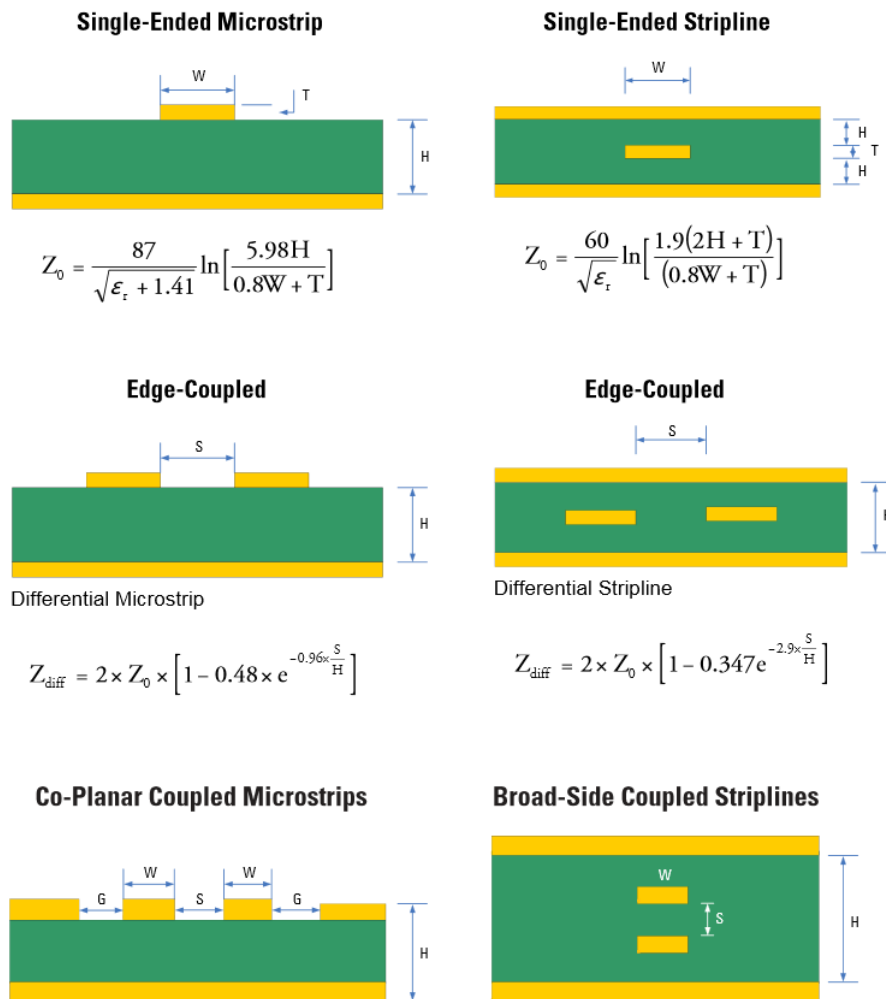 Single-Ended Microstrip
W
T
H
Z₀ = 87 / √(εᵣ + 1.41) ln[5.98H / (0.8W + T)]
Single-Ended Stripline
W
H
T
H
Z₀ = 60 / √εᵣ ln[1.9(2H + T) / (0.8W + T)]
Edge-Coupled
S
H
Differential Microstrip
Z_diff = 2 × Z₀ × [1 – 0.48 × e^(–0.96× S/H)]
Edge-Coupled
S
Differential Stripline
Z_diff = 2 × Z₀ × [1 – 0.347e^(–2.9× S/H)]
Co-Planar Coupled Microstrips
W W
G S G
H
Broad-Side Coupled Striplines
W
S
H